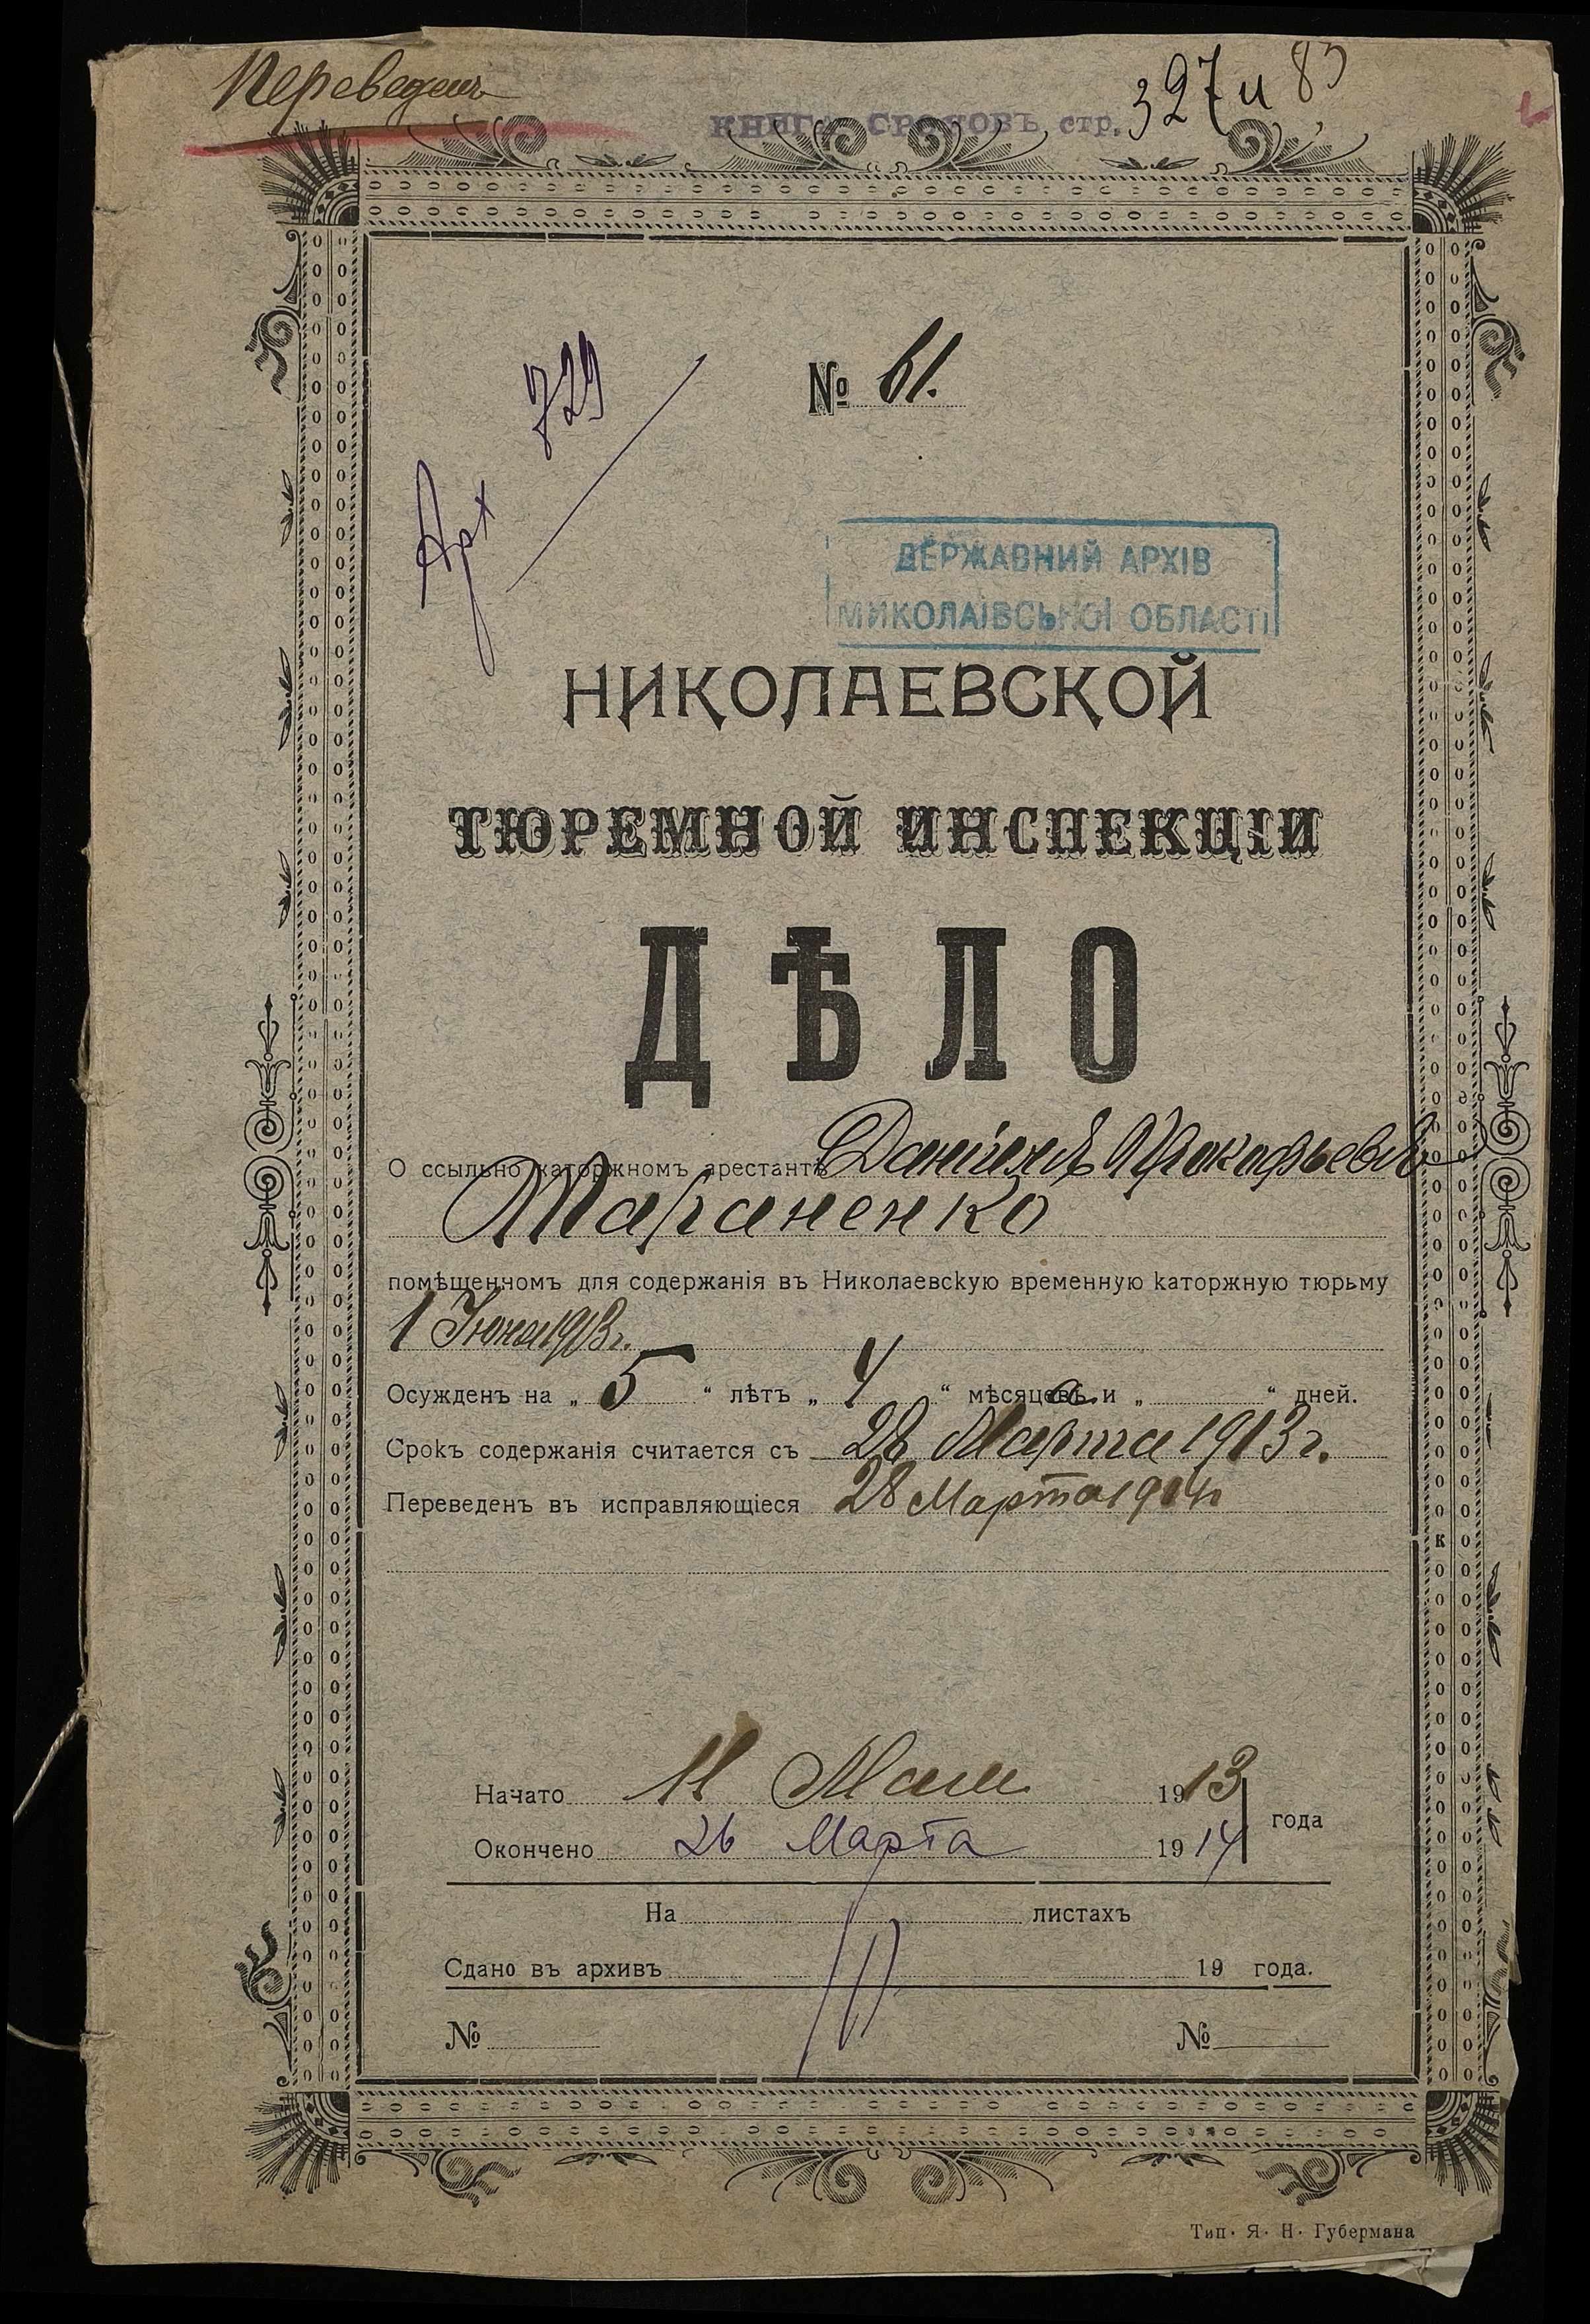 Переведенъ
КНИГА СРОКОВЪ стр. 327 и 83
Арх 729
№ 61.
ДЕРЖАВНИЙ АРХІВ
МИКОЛАЇВСЬКОЇ ОБЛАСТІ
НИКОЛАЕВСКОЙ
ТЮРЕМНОЙ ИНСПЕКЦІИ
ДѢЛО
О ссыльно каторжномъ арестантѣ Даніилѣ Прокофьевѣ
Тараненко
помѣщенномъ для содержанія въ Николаевскую временную каторжную тюрьму
1 Іюня 1913 г.
Осужденъ на „ 5 “ лѣтъ „ 4 “ мѣсяца и „ “ дней.
Срокъ содержанія считается съ 28 Марта 1913 г.
Переведенъ въ исправляющіеся 28 Марта 1914 г
Начато 11 Мая 1913
года
Окончено 26 Марта 1914
На листахъ
Сдано въ архивъ 19 года.
№ №
Тип. Я. Н. Губермана